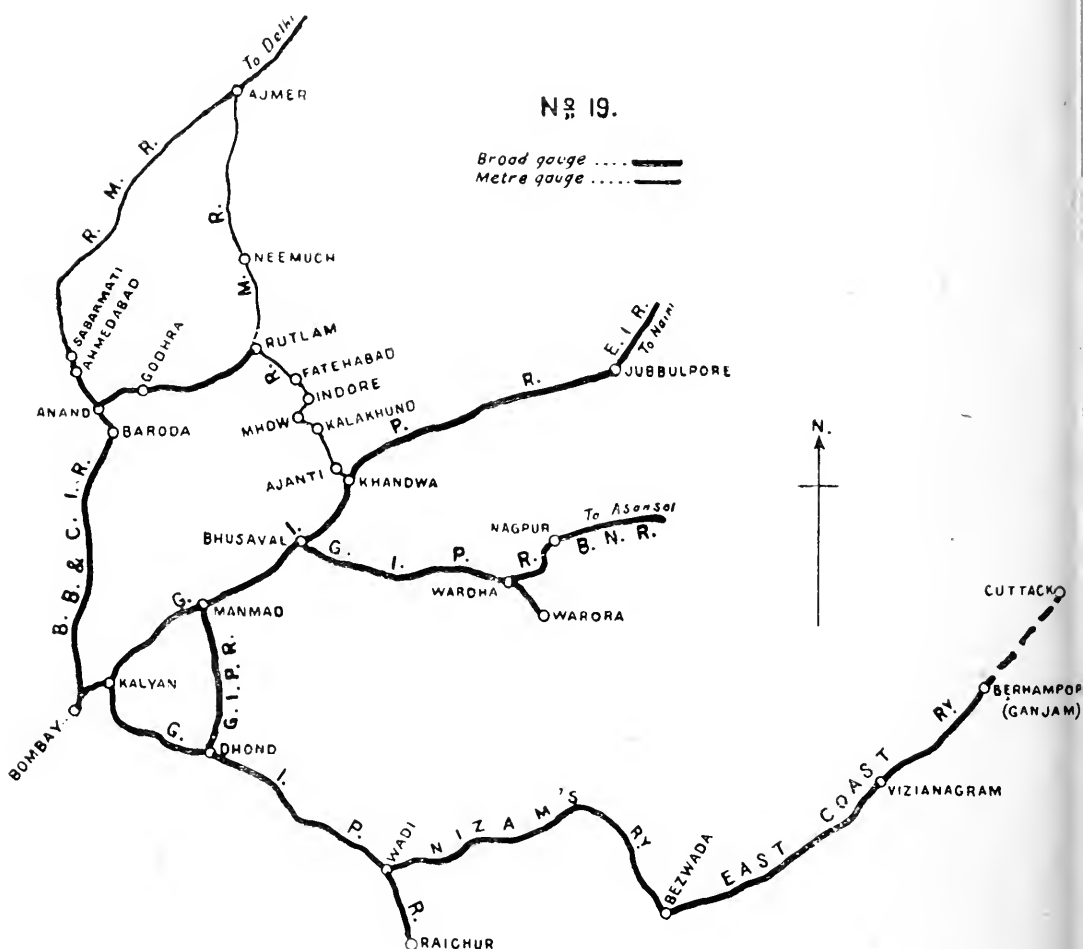 To Delhi
AJMER
Nº 19.
Broad gauge .....
Metre gauge .....
R. M. R.
R. M. R.
NEEMUCH
SABARMATI
AHMEDABAD
GODHRA
RUTLAM
FATEHABAD
INDORE
MHOW
KALAKHUND
ANAND
BARODA
AJANTI
KHANDWA
E. I. R.
To Naini
JUBBULPORE
N.
B. B. & C. I. R.
BHUSAVAL
G. I. P. R.
NAGPUR
To Asansol
B. N. R.
G. I. P. R.
WARDHA
WARORA
MANMAD
CUTTACK
KALYAN
G. I. P. R.
BOMBAY
DHOND
BERHAMPOR
(GANJAM)
G. I. P. R.
VIZIANAGRAM
WADI
NIZAM'S RY.
EAST COAST RY.
BEZWADA
RAICHUR